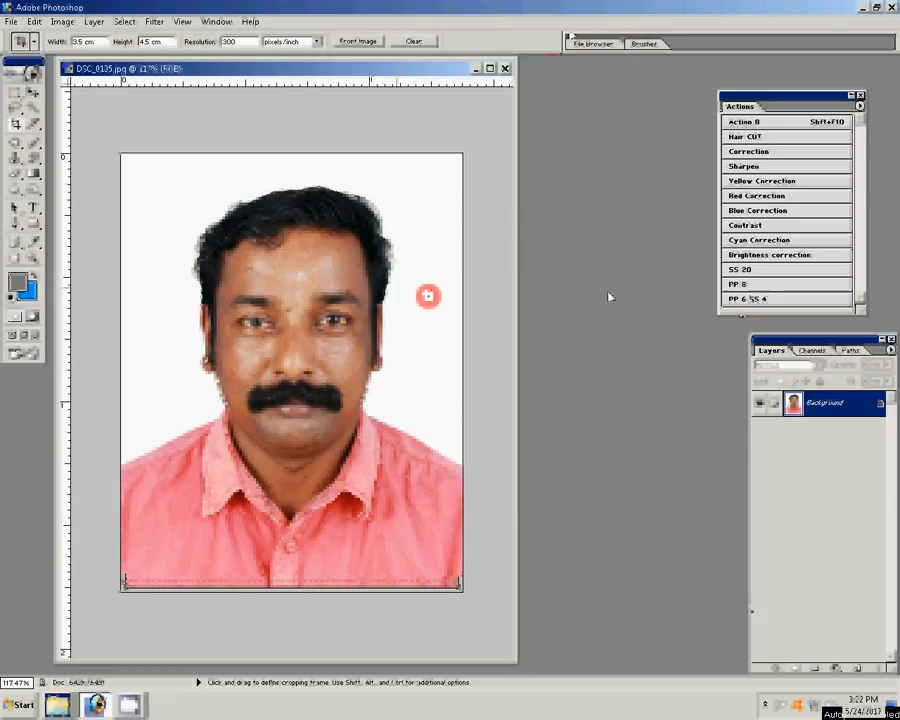 Adobe Photoshop
File Edit Image Layer Select Filter View Window Help
Width: 3.5 cm Height 4.5 cm Resolution: 300 pixels/inch Front Image Clear
File Browser Brushes
DSC_0135.jpg @
Actions
Action 8 Shft+F10
Hair CUT
Correction
Sharpen
Yellow Correction
Red Correction
Blue Correction
Contrast
Cyan Correction
Brightness correction
SS 20
PP 8
PP 6 SS 4
Layers Channels Paths
Background
117.47% Doc: Click and drag to define cropping frame. Use Shift, Alt, and Ctrl for additional options.
Start
3:22 PM
5/24/2017